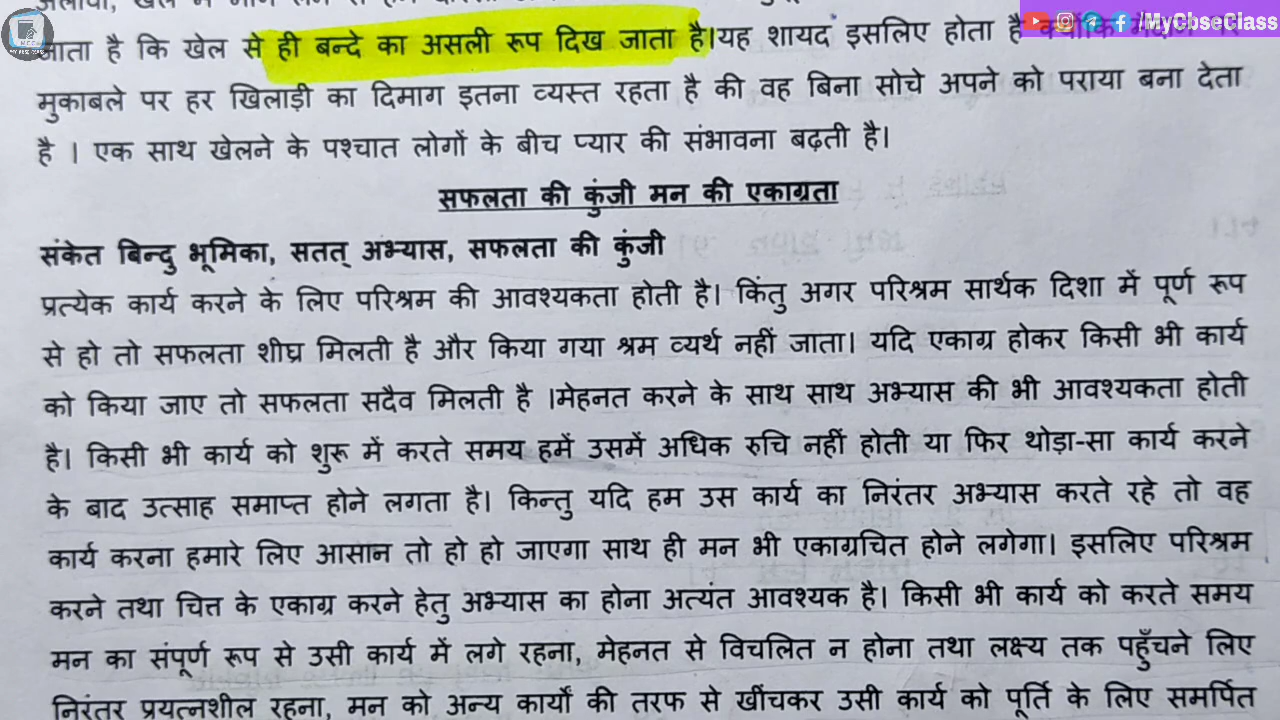 /MyCbseClass
जाता है कि खेल से ही बन्दे का असली रूप दिख जाता है।यह शायद इसलिए होता है
मुकाबले पर हर खिलाड़ी का दिमाग इतना व्यस्त रहता है की वह बिना सोचे अपने को पराया बना देता
है । एक साथ खेलने के पश्चात लोगों के बीच प्यार की संभावना बढ़ती है।
सफलता की कुंजी मन की एकाग्रता
संकेत बिन्दु भूमिका, सतत् अभ्यास, सफलता की कुंजी
प्रत्येक कार्य करने के लिए परिश्रम की आवश्यकता होती है। किंतु अगर परिश्रम सार्थक दिशा में पूर्ण रूप
से हो तो सफलता शीघ्र मिलती है और किया गया श्रम व्यर्थ नहीं जाता। यदि एकाग्र होकर किसी भी कार्य
को किया जाए तो सफलता सदैव मिलती है ।मेहनत करने के साथ साथ अभ्यास की भी आवश्यकता होती
है। किसी भी कार्य को शुरू में करते समय हमें उसमें अधिक रुचि नहीं होती या फिर थोड़ा-सा कार्य करने
के बाद उत्साह समाप्त होने लगता है। किन्तु यदि हम उस कार्य का निरंतर अभ्यास करते रहे तो वह
कार्य करना हमारे लिए आसान तो हो हो जाएगा साथ ही मन भी एकाग्रचित होने लगेगा। इसलिए परिश्रम
करने तथा चित्त के एकाग्र करने हेतु अभ्यास का होना अत्यंत आवश्यक है। किसी भी कार्य को करते समय
मन का संपूर्ण रूप से उसी कार्य में लगे रहना, मेहनत से विचलित न होना तथा लक्ष्य तक पहुँचने लिए
निरंतर प्रयत्नशील रहना, मन को अन्य कार्यों की तरफ से खींचकर उसी कार्य को पूर्ति के लिए समर्पित